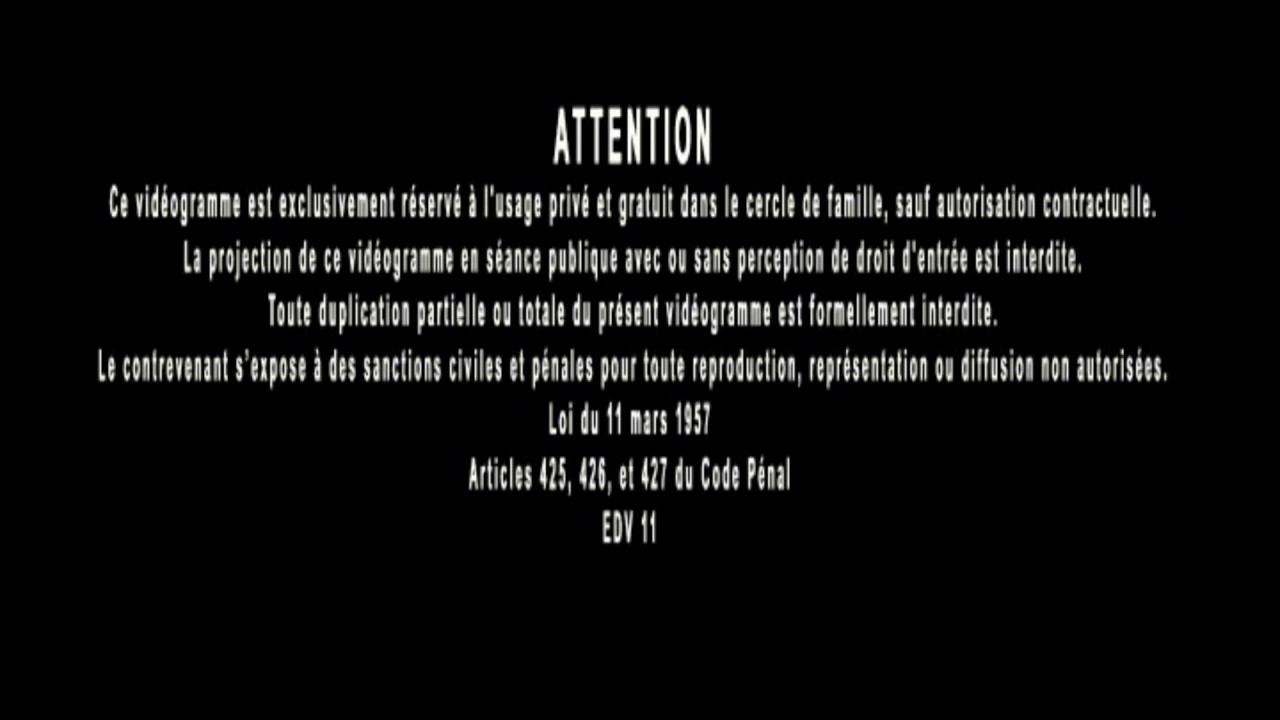 ATTENTION
Ce vidéogramme est exclusivement réservé à l'usage privé et gratuit dans le cercle de famille, sauf autorisation contractuelle.
La projection de ce vidéogramme en séance publique avec ou sans perception de droit d'entrée est interdite.
Toute duplication partielle ou totale du présent vidéogramme est formellement interdite.
Le contrevenant s’expose à des sanctions civiles et pénales pour toute reproduction, représentation ou diffusion non autorisées.
Loi du 11 mars 1957
Articles 425, 426, et 427 du Code Pénal
EDV 11